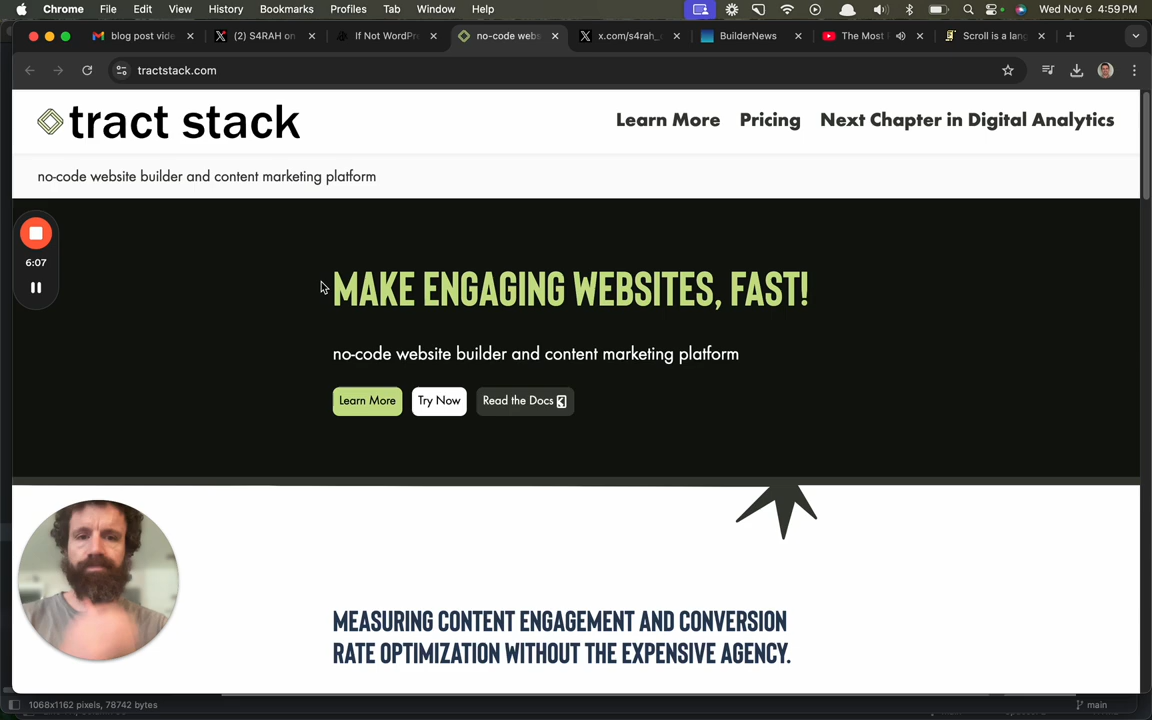 Chrome File Edit View History Bookmarks Profiles Tab Window Help Wed Nov 6 4:59 PM
blog post vide (2) S4RAH on If Not WordPr no-code webs x.com/s4rah_ BuilderNews The Most Scroll is a lang
tractstack.com
tract stack Learn More Pricing Next Chapter in Digital Analytics
no-code website builder and content marketing platform
6:07
MAKE ENGAGING WEBSITES, FAST!
no-code website builder and content marketing platform
Learn More Try Now Read the Docs
MEASURING CONTENT ENGAGEMENT AND CONVERSION
RATE OPTIMIZATION WITHOUT THE EXPENSIVE AGENCY.
1068x1162 pixels, 78742 bytes main